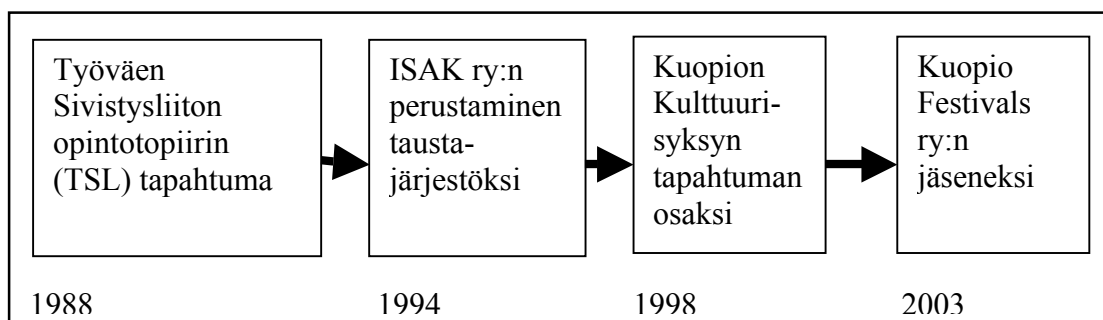 Työväen
Sivistysliiton
opintotopiirin
(TSL) tapahtuma
ISAK ry:n
perustaminen
tausta-
järjestöksi
Kuopion
Kulttuuri-
syksyn
tapahtuman
osaksi
Kuopio
Festivals
ry:n
jäseneksi
1988
1994
1998
2003